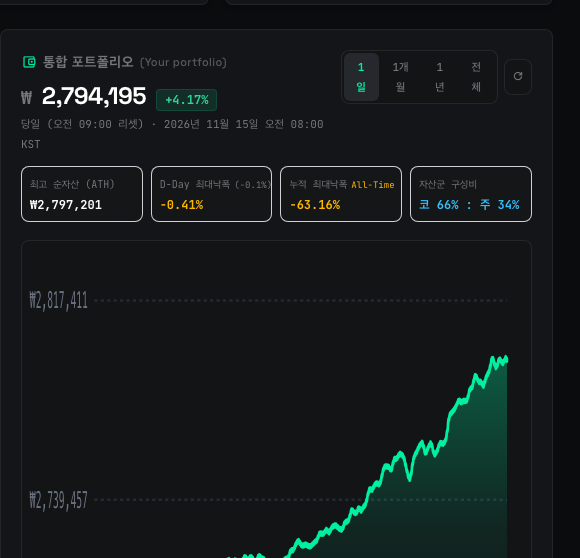 통합 포트폴리오 (Your portfolio)
₩ 2,794,195 +4.17%
당일 (오전 09:00 리셋) · 2026년 11월 15일 오전 08:00
KST
1일
1개월
1년
전체
최고 순자산 (ATH)
₩2,797,201
D-Day 최대낙폭 (-0.1%)
-0.41%
누적 최대낙폭 All-Time
-63.16%
자산군 구성비
코 66% : 주 34%
₩2,817,411
₩2,739,457